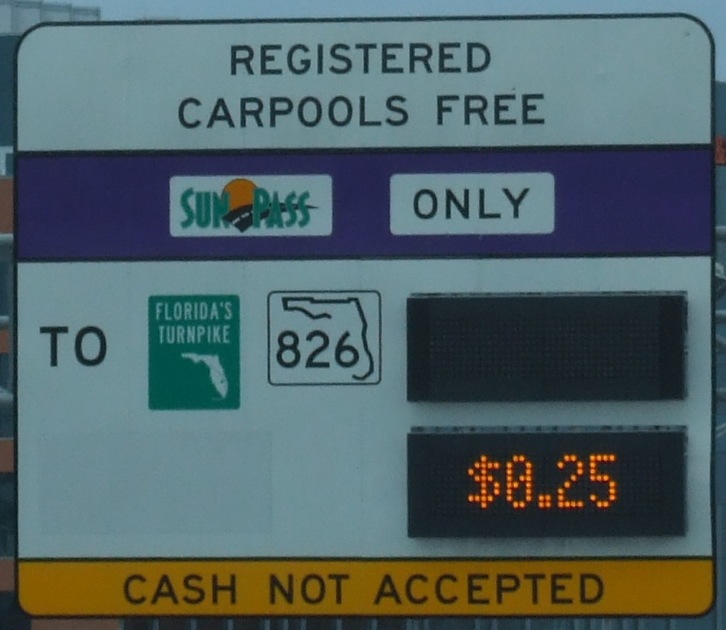 REGISTERED
CARPOOLS FREE
SUNPASS ONLY
FLORIDA'S
TURNPIKE
TO 826
$0.25
CASH NOT ACCEPTED